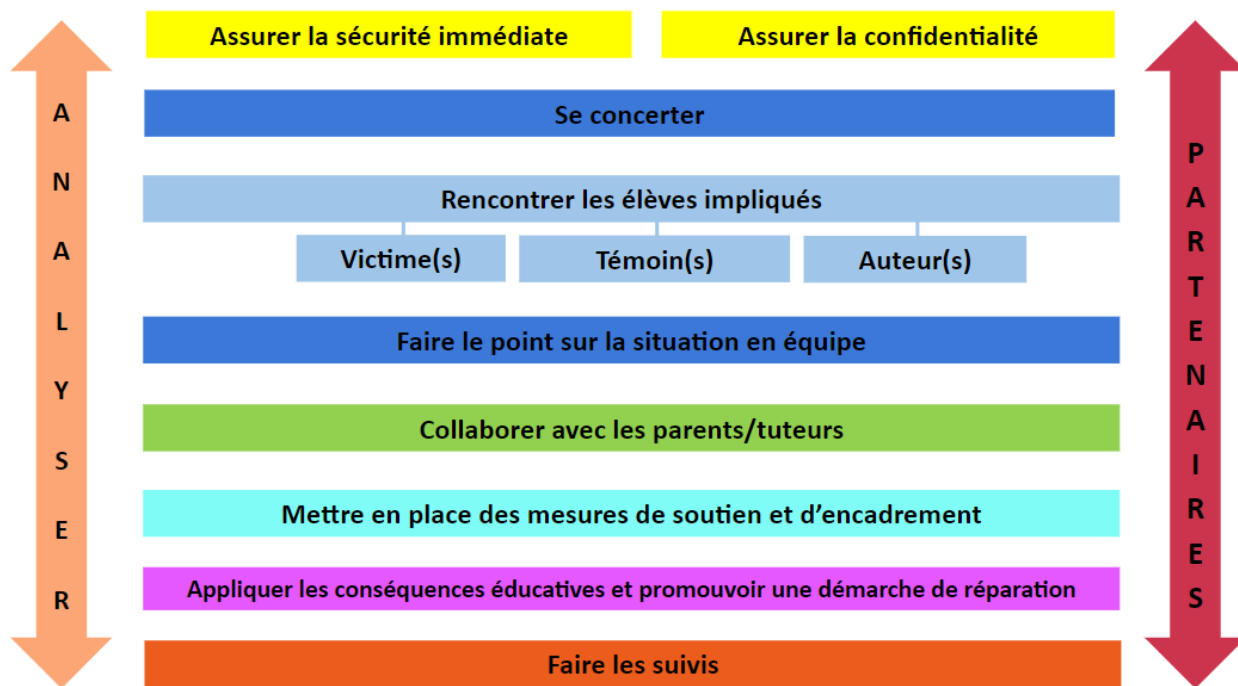 Assurer la sécurité immédiate
Assurer la confidentialité
ANALYSER
Se concerter
PARTENAIRES
Rencontrer les élèves impliqués
Victime(s)
Témoin(s)
Auteur(s)
Faire le point sur la situation en équipe
Collaborer avec les parents/tuteurs
Mettre en place des mesures de soutien et d’encadrement
Appliquer les conséquences éducatives et promouvoir une démarche de réparation
Faire les suivis